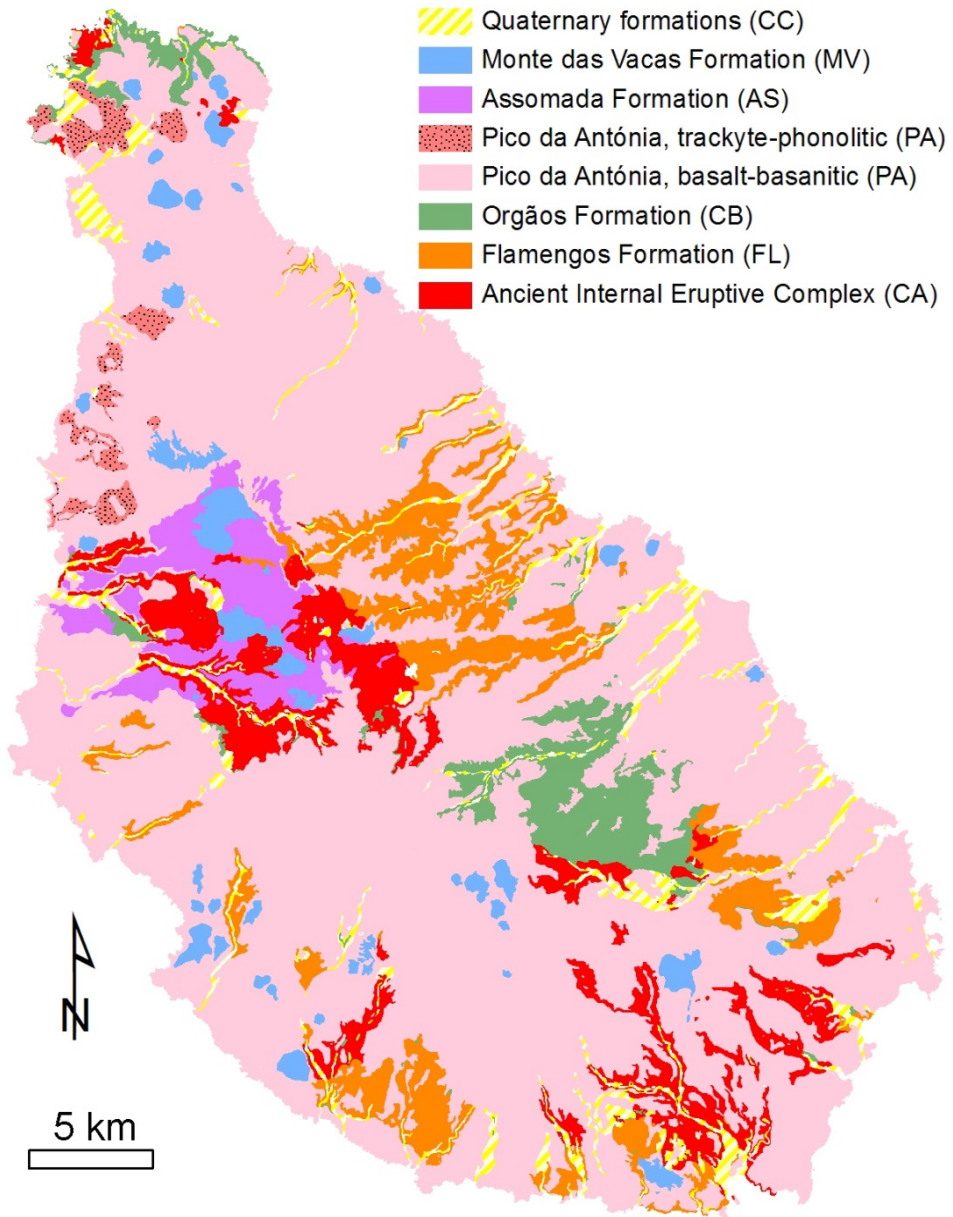 Quaternary formations (CC)
Monte das Vacas Formation (MV)
Assomada Formation (AS)
Pico da Antónia, trackyte-phonolitic (PA)
Pico da Antónia, basalt-basanitic (PA)
Orgãos Formation (CB)
Flamengos Formation (FL)
Ancient Internal Eruptive Complex (CA)
N
5 km